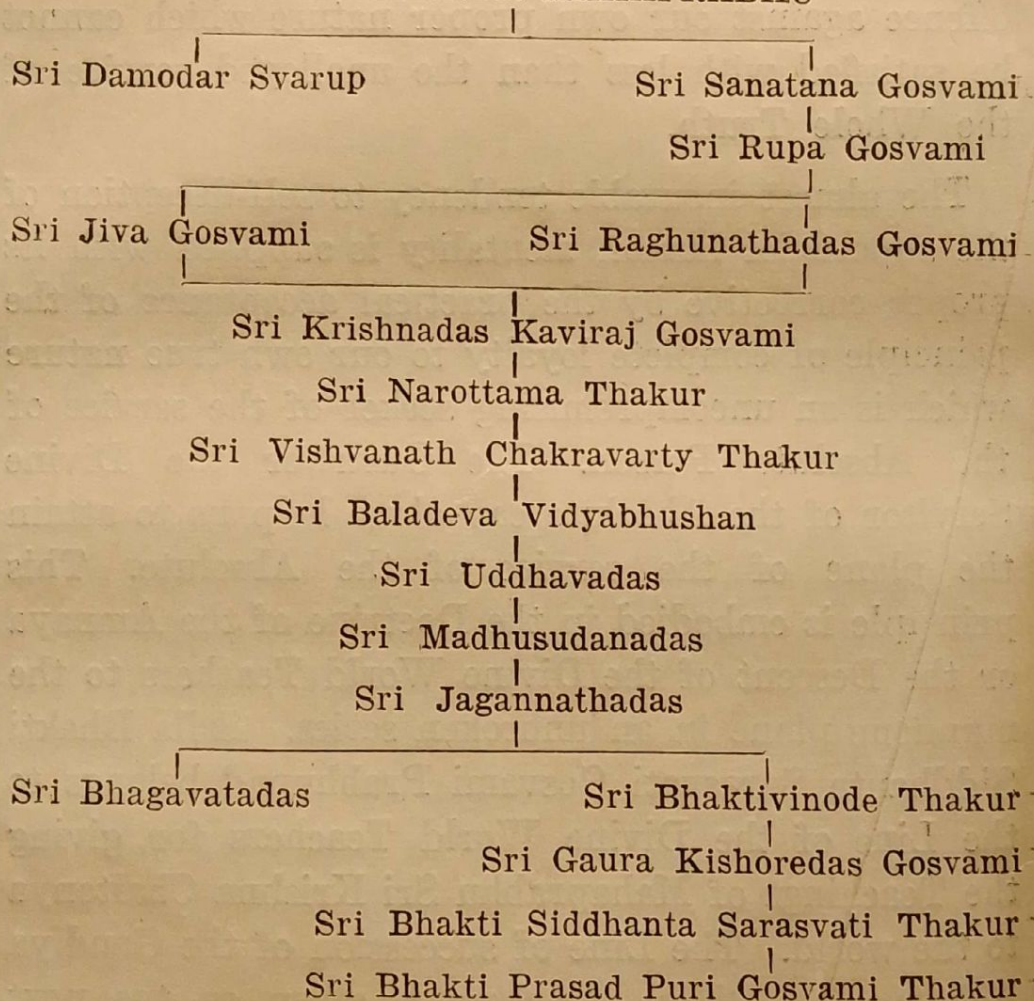 Sri Damodar Svarup Sri Sanatana Gosvami
Sri Rupa Gosvami
Sri Jiva Gosvami Sri Raghunathadas Gosvami
Sri Krishnadas Kaviraj Gosvami
Sri Narottama Thakur
Sri Vishvanath Chakravarty Thakur
Sri Baladeva Vidyabhushan
Sri Uddhavadas
Sri Madhusudanadas
Sri Jagannathadas
Sri Bhagavatadas Sri Bhaktivinode Thakur
Sri Gaura Kishoredas Gosvami
Sri Bhakti Siddhanta Sarasvati Thakur
Sri Bhakti Prasad Puri Gosvami Thakur